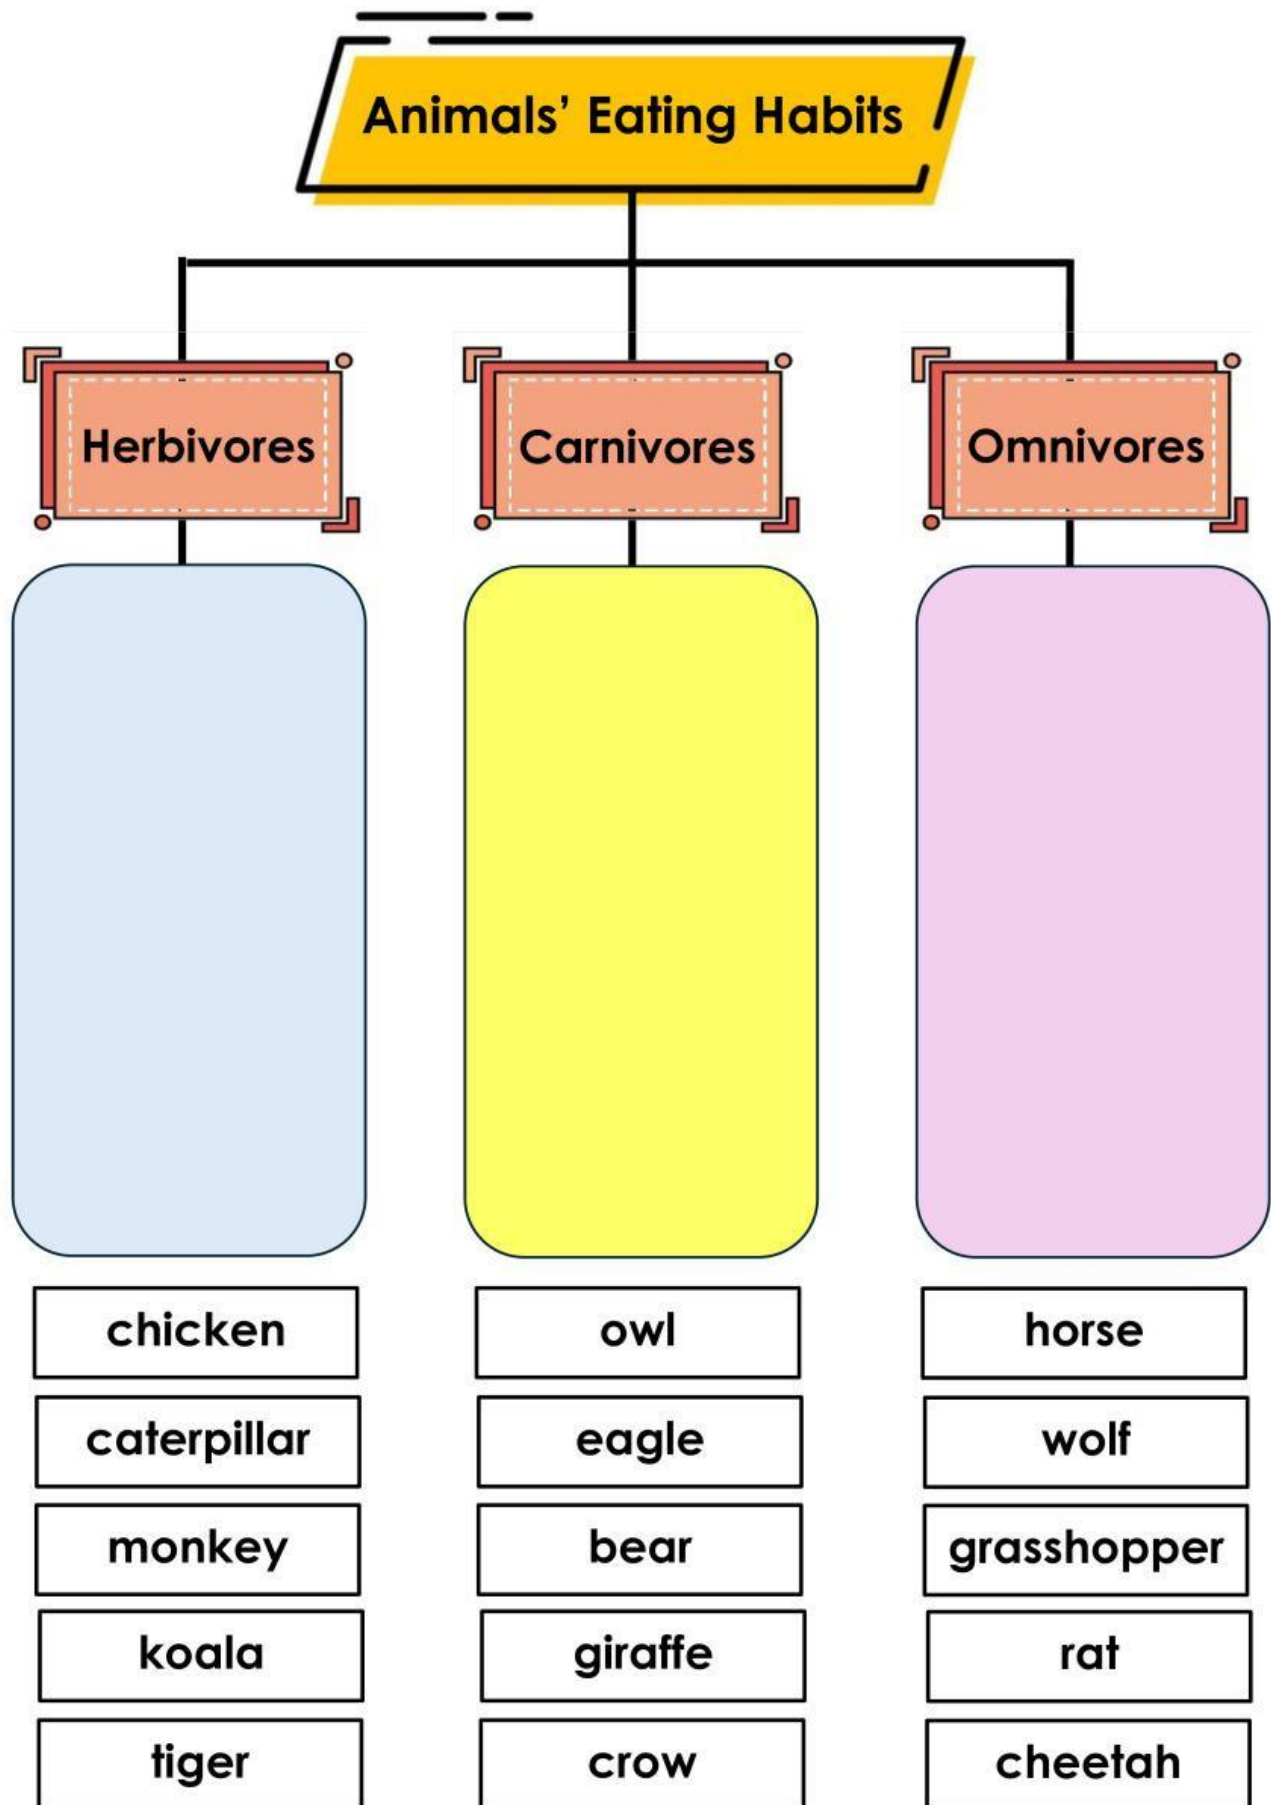 Animals’ Eating Habits
Herbivores
Carnivores
Omnivores
chicken
owl
horse
caterpillar
eagle
wolf
monkey
bear
grasshopper
koala
giraffe
rat
tiger
crow
cheetah